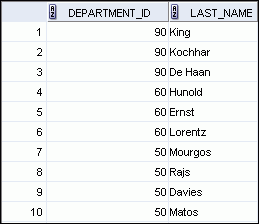 DEPARTMENT_ID LAST_NAME
1 90 King
2 90 Kochhar
3 90 De Haan
4 60 Hunold
5 60 Ernst
6 60 Lorentz
7 50 Mourgos
8 50 Rajs
9 50 Davies
10 50 Matos